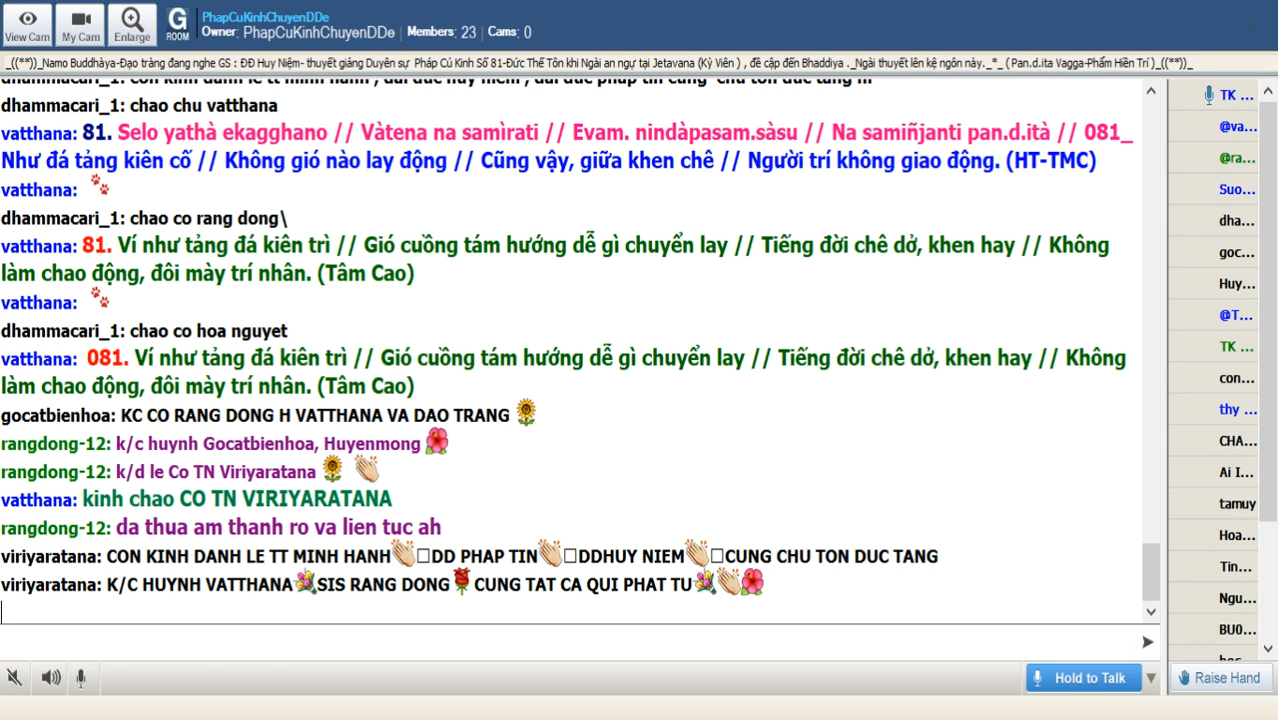 View Cam
My Cam
Enlarge
G
ROOM
PhapCuKinhChuyenDDe
Owner: PhapCuKinhChuyenDDe Members: 23 Cams: 0
_((**))_Namo Buddhàya-Đạo tràng đang nghe GS : ĐĐ Huy Niệm- thuyết giảng Duyên sự Pháp Cú Kinh Số 81-Đức Thế Tôn khi Ngài an ngự tại Jetavana (Kỳ Viên ) , đề cập đến Bhaddiya ._Ngài thuyết lên kệ ngôn này._*_ ( Pan.d.ita Vagga-Phẩm Hiền Trí )_((**))_
dhammacari_1: chao chu vatthana
vatthana: 81. Selo yathà ekagghano // Vàtena na samìrati // Evam. nindàpasam.sàsu // Na samiñjanti pan.d.ità // 081_
Như đá tảng kiên cố // Không gió nào lay động // Cũng vậy, giữa khen chê // Người trí không giao động. (HT-TMC)
vatthana:
dhammacari_1: chao co rang dong\
vatthana: 81. Ví như tảng đá kiên trì // Gió cuồng tám hướng dễ gì chuyển lay // Tiếng đời chê dở, khen hay // Không
làm chao động, đôi mày trí nhân. (Tâm Cao)
vatthana:
dhammacari_1: chao co hoa nguyet
vatthana: 081. Ví như tảng đá kiên trì // Gió cuồng tám hướng dễ gì chuyển lay // Tiếng đời chê dở, khen hay // Không
làm chao động, đôi mày trí nhân. (Tâm Cao)
gocatbienhoa: KC CO RANG DONG H VATTHANA VA DAO TRANG
rangdong-12: k/c huynh Gocatbienhoa, Huyenmong
rangdong-12: k/d le Co TN Viriyaratana
vatthana: kinh chao CO TN VIRIYARATANA
rangdong-12: da thua am thanh ro va lien tuc ah
viriyaratana: CON KINH DANH LE TT MINH HANH DD PHAP TIN DDHUY NIEM CUNG CHU TON DUC TANG
viriyaratana: K/C HUYNH VATTHANA SIS RANG DONG CUNG TAT CA QUI PHAT TU
TK ...
@va...
@ra...
Suo...
dha...
goc...
Huy...
@T...
TK ...
con...
thy ...
CHA...
Ai I...
tamuy
Hoa...
Tin...
Ngu...
BU0...
Hold to Talk
Raise Hand